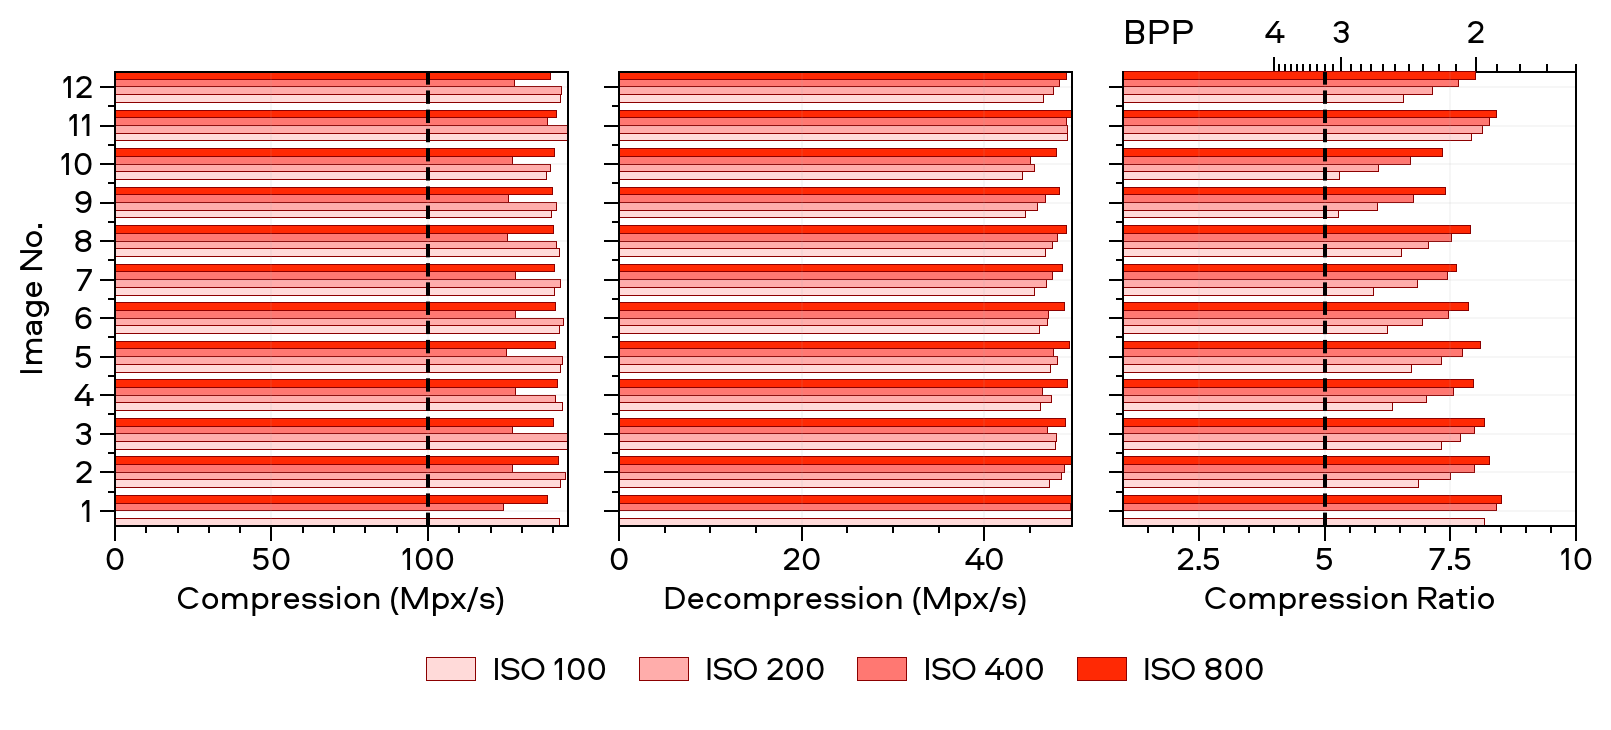 BPP 4 3 2
12
11
10
9
8
7
6
5
4
3
2
1
Image No.
0 50 100
0 20 40
2.5 5 7.5 10
Compression (Mpx/s)
Decompression (Mpx/s)
Compression Ratio
ISO 100 ISO 200 ISO 400 ISO 800